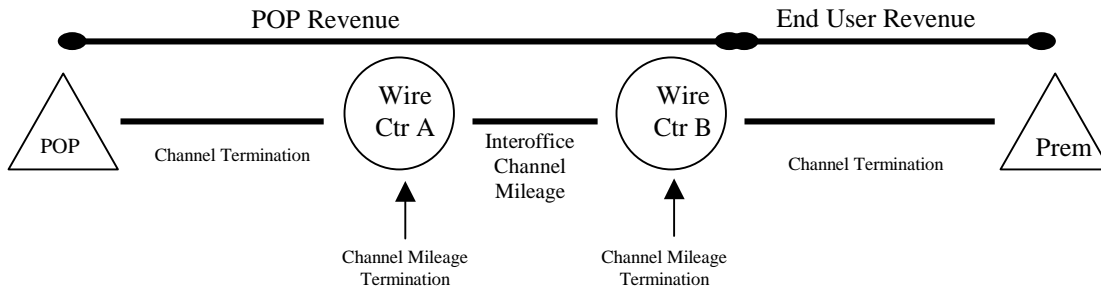 POP Revenue
End User Revenue
POP
Channel Termination
Wire
Ctr A
Interoffice
Channel
Mileage
Wire
Ctr B
Channel Termination
Prem
Channel Mileage
Termination
Channel Mileage
Termination